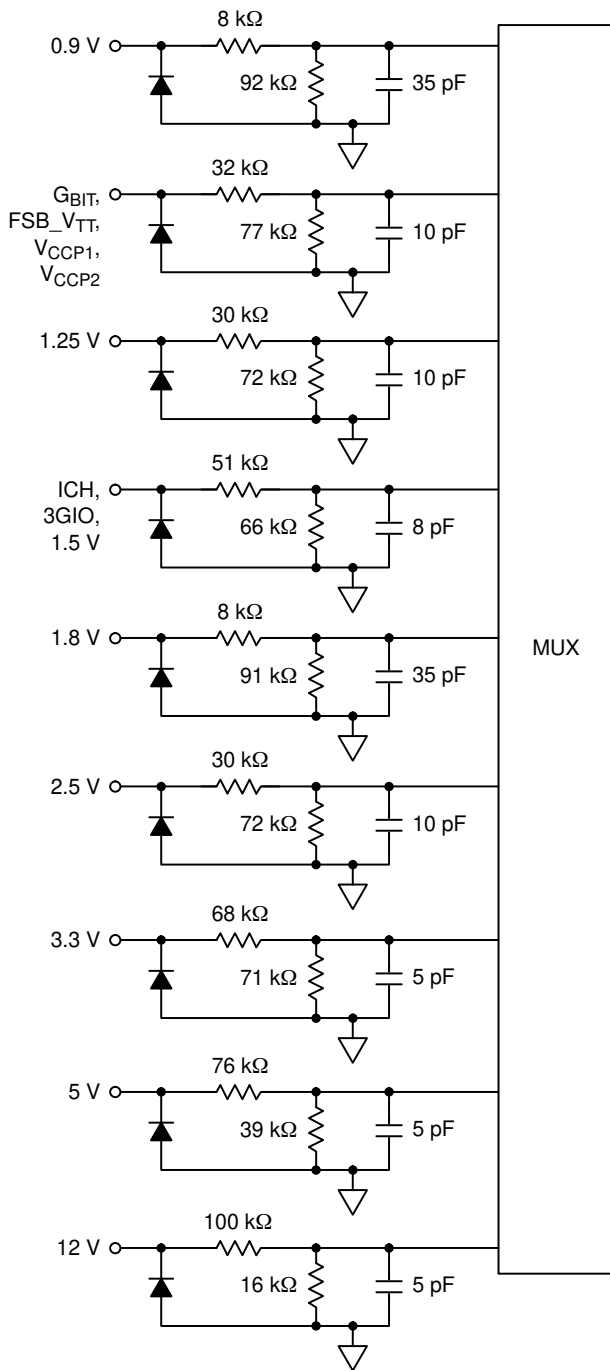 8 kΩ
0.9 V
92 kΩ
35 pF
32 kΩ
GBIT,
FSB_VTT,
VCCP1,
VCCP2
77 kΩ
10 pF
30 kΩ
1.25 V
72 kΩ
10 pF
51 kΩ
ICH,
3GIO,
1.5 V
66 kΩ
8 pF
8 kΩ
1.8 V
91 kΩ
35 pF
MUX
30 kΩ
2.5 V
72 kΩ
10 pF
68 kΩ
3.3 V
71 kΩ
5 pF
76 kΩ
5 V
39 kΩ
5 pF
100 kΩ
12 V
16 kΩ
5 pF